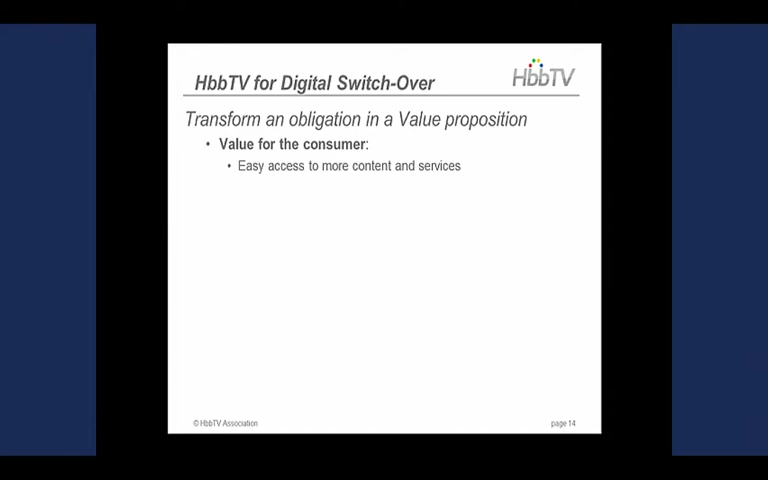 HbbTV for Digital Switch-Over
HbbTV
Transform an obligation in a Value proposition
• Value for the consumer:
• Easy access to more content and services
© HbbTV Association
page 14